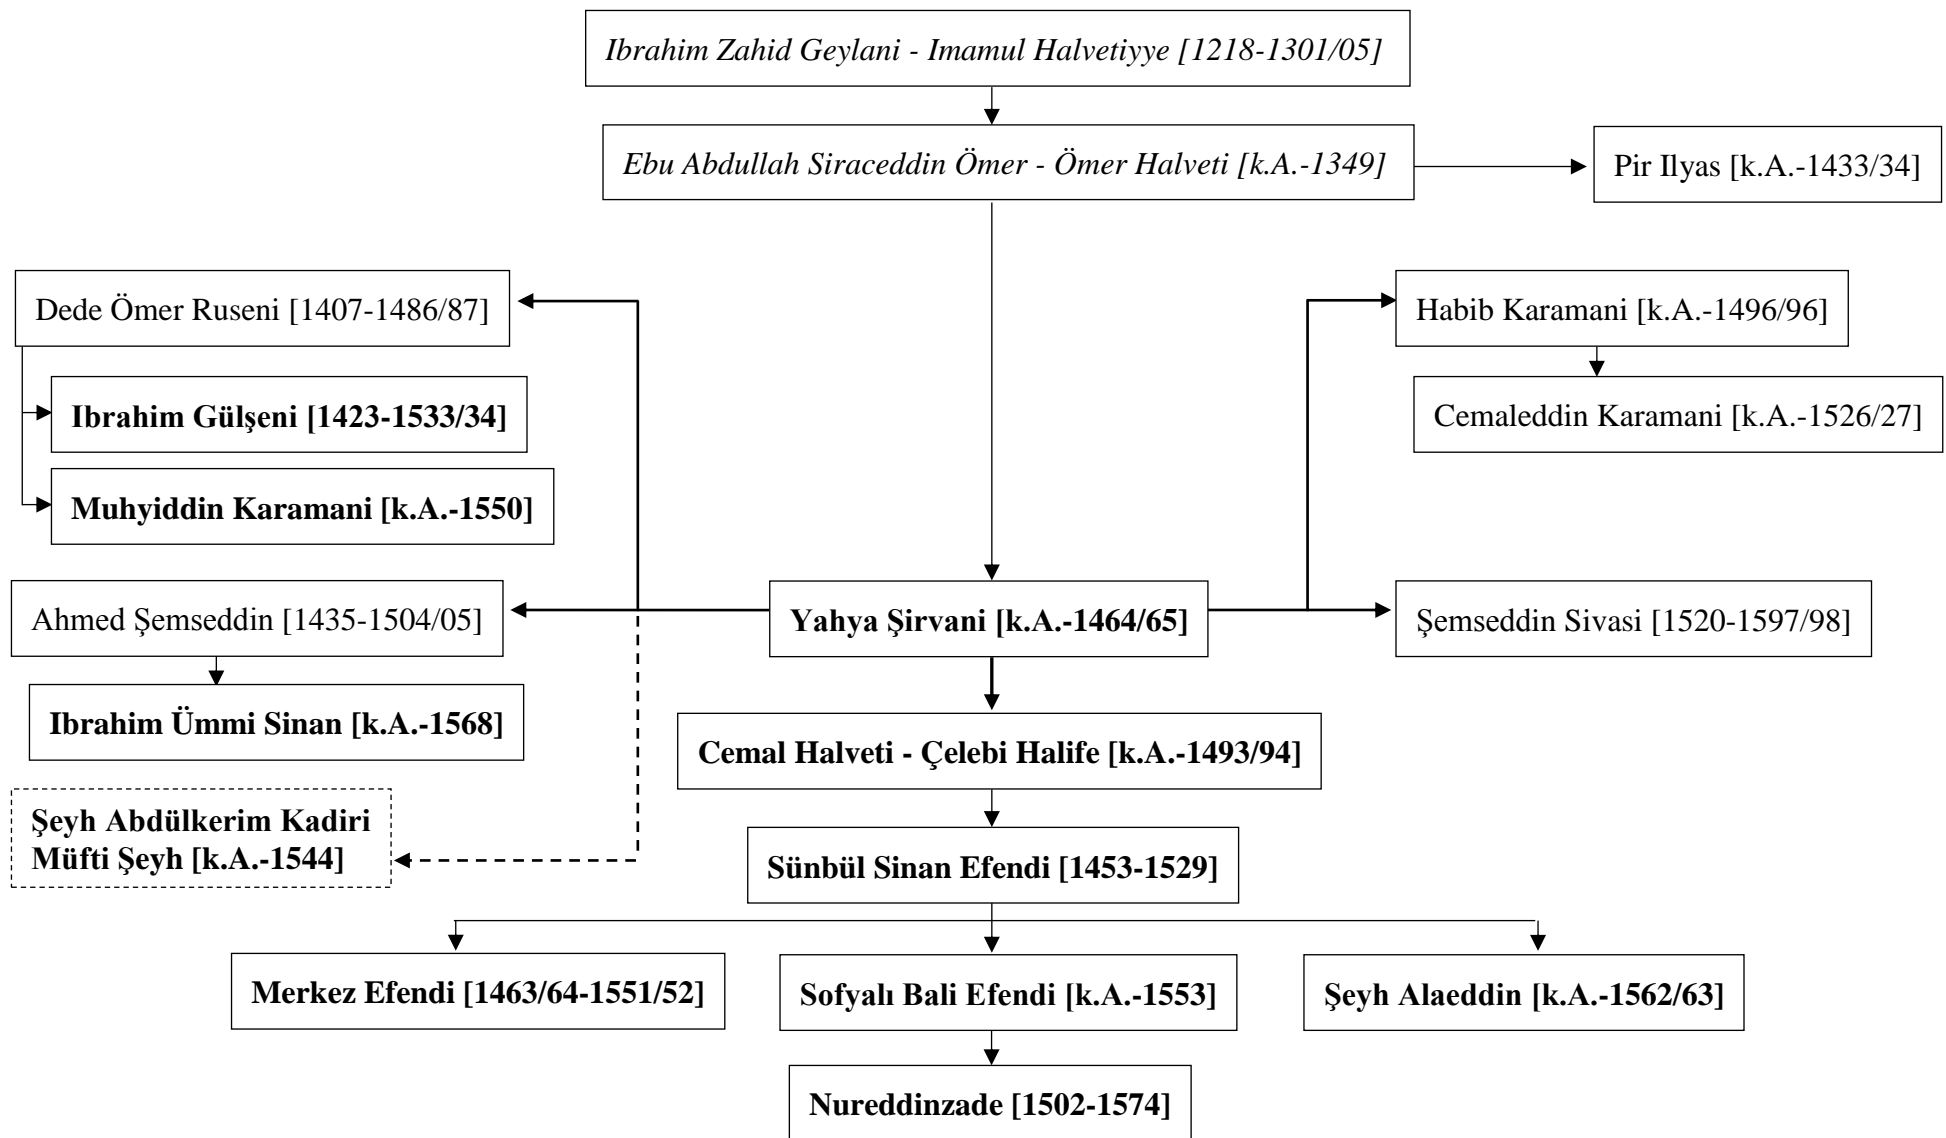 Ibrahim Zahid Geylani - Imamul Halvetiyye [1218-1301/05]
Ebu Abdullah Siraceddin Ömer - Ömer Halveti [k.A.-1349]
Pir Ilyas [k.A.-1433/34]
Dede Ömer Ruseni [1407-1486/87]
Habib Karamani [k.A.-1496/96]
Ibrahim Gülşeni [1423-1533/34]
Cemaleddin Karamani [k.A.-1526/27]
Muhyiddin Karamani [k.A.-1550]
Ahmed Şemseddin [1435-1504/05]
Yahya Şirvani [k.A.-1464/65]
Şemseddin Sivasi [1520-1597/98]
Ibrahim Ümmi Sinan [k.A.-1568]
Cemal Halveti - Çelebi Halife [k.A.-1493/94]
Şeyh Abdülkerim Kadiri
Müfti Şeyh [k.A.-1544]
Sünbül Sinan Efendi [1453-1529]
Merkez Efendi [1463/64-1551/52]
Sofyalı Bali Efendi [k.A.-1553]
Şeyh Alaeddin [k.A.-1562/63]
Nureddinzade [1502-1574]